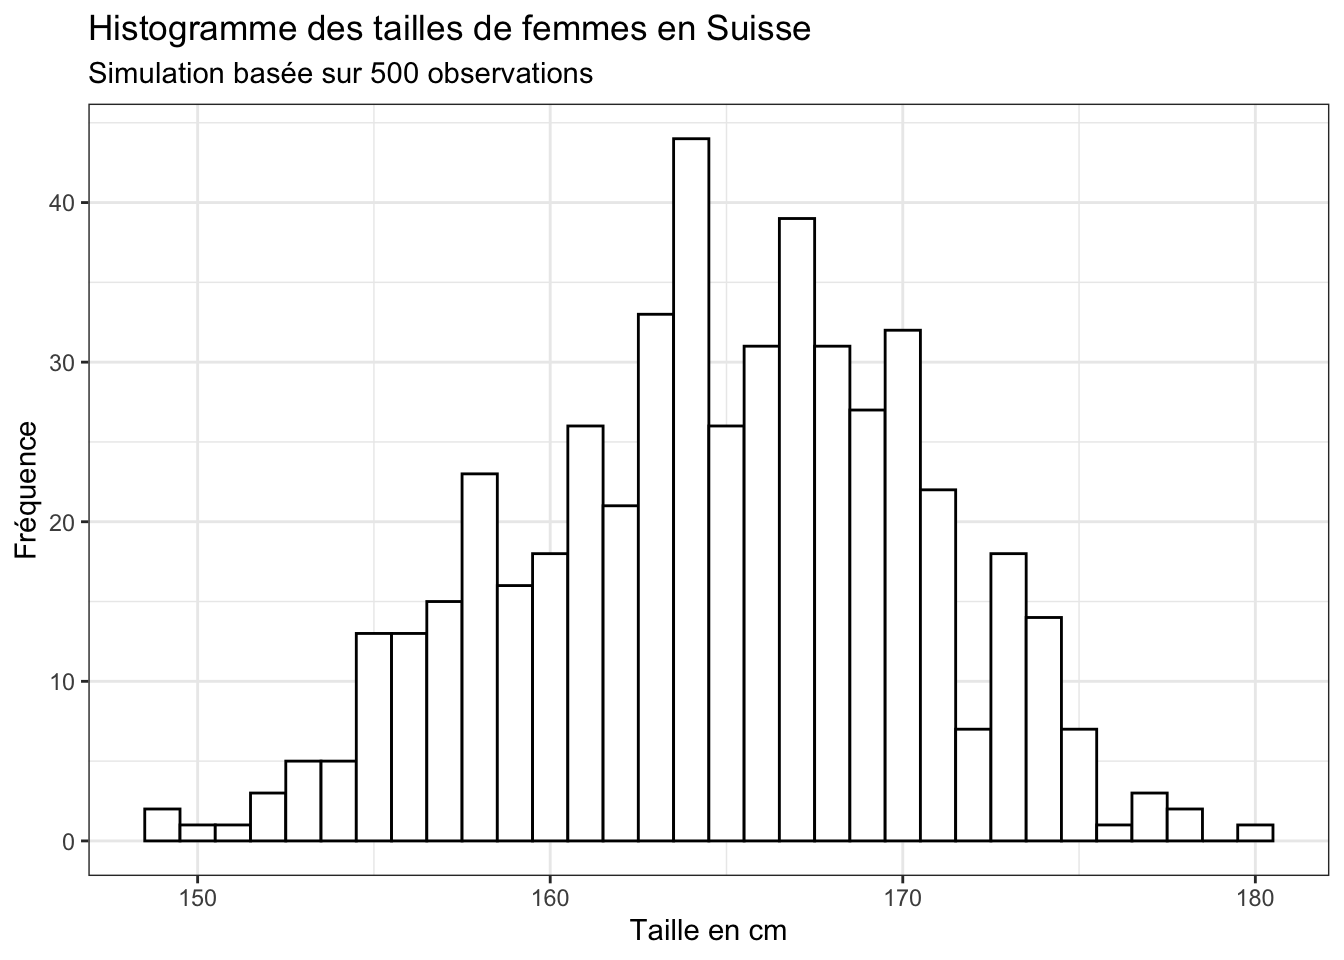 Histogramme des tailles de femmes en Suisse
Simulation basée sur 500 observations
Fréquence
40
30
20
10
0
150 160 170 180
Taille en cm